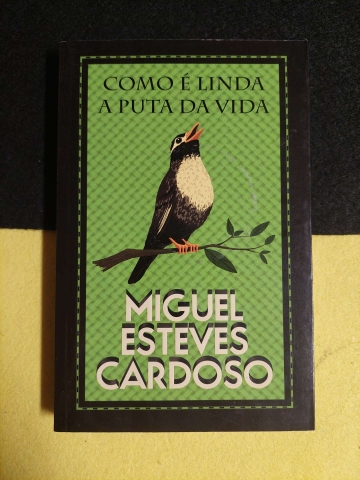 COMO É LINDA
A PUTA DA VIDA
MIGUEL
ESTEVES
CARDOSO